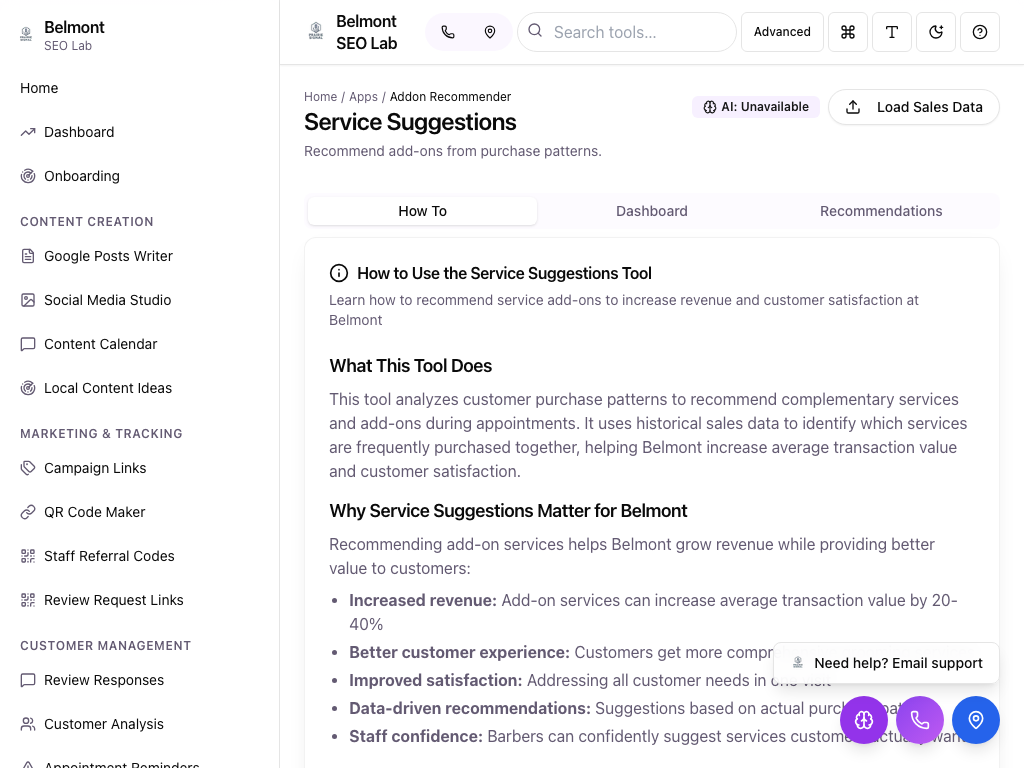 Belmont
SEO Lab
Home
Dashboard
Onboarding
CONTENT CREATION
Google Posts Writer
Social Media Studio
Content Calendar
Local Content Ideas
MARKETING & TRACKING
Campaign Links
QR Code Maker
Staff Referral Codes
Review Request Links
CUSTOMER MANAGEMENT
Review Responses
Customer Analysis
Appointment Reminders
Belmont
SEO Lab
Search tools...
Advanced
Home / Apps / Addon Recommender
Service Suggestions
Recommend add-ons from purchase patterns.
AI: Unavailable
Load Sales Data
How To
Dashboard
Recommendations
How to Use the Service Suggestions Tool
Learn how to recommend service add-ons to increase revenue and customer satisfaction at
Belmont
What This Tool Does
This tool analyzes customer purchase patterns to recommend complementary services
and add-ons during appointments. It uses historical sales data to identify which services
are frequently purchased together, helping Belmont increase average transaction value
and customer satisfaction.
Why Service Suggestions Matter for Belmont
Recommending add-on services helps Belmont grow revenue while providing better
value to customers:
• Increased revenue: Add-on services can increase average transaction value by 20-
40%
• Better customer experience: Customers get more
• Improved satisfaction: Addressing all customer needs in one visit
• Data-driven recommendations: Suggestions based on actual
• Staff confidence: Barbers can confidently suggest services
Need help? Email support